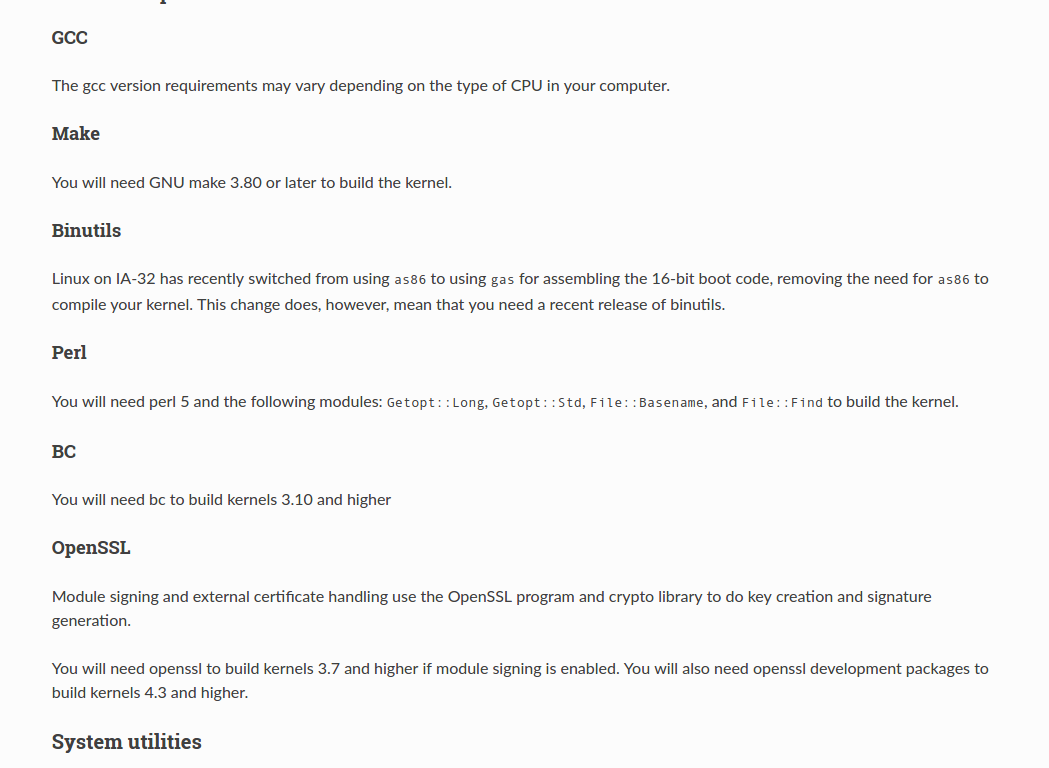 GCC
The gcc version requirements may vary depending on the type of CPU in your computer.
Make
You will need GNU make 3.80 or later to build the kernel.
Binutils
Linux on IA-32 has recently switched from using as86 to using gas for assembling the 16-bit boot code, removing the need for as86 to
compile your kernel. This change does, however, mean that you need a recent release of binutils.
Perl
You will need perl 5 and the following modules: Getopt::Long, Getopt::Std, File::Basename, and File::Find to build the kernel.
BC
You will need bc to build kernels 3.10 and higher
OpenSSL
Module signing and external certificate handling use the OpenSSL program and crypto library to do key creation and signature
generation.
You will need openssl to build kernels 3.7 and higher if module signing is enabled. You will also need openssl development packages to
build kernels 4.3 and higher.
System utilities